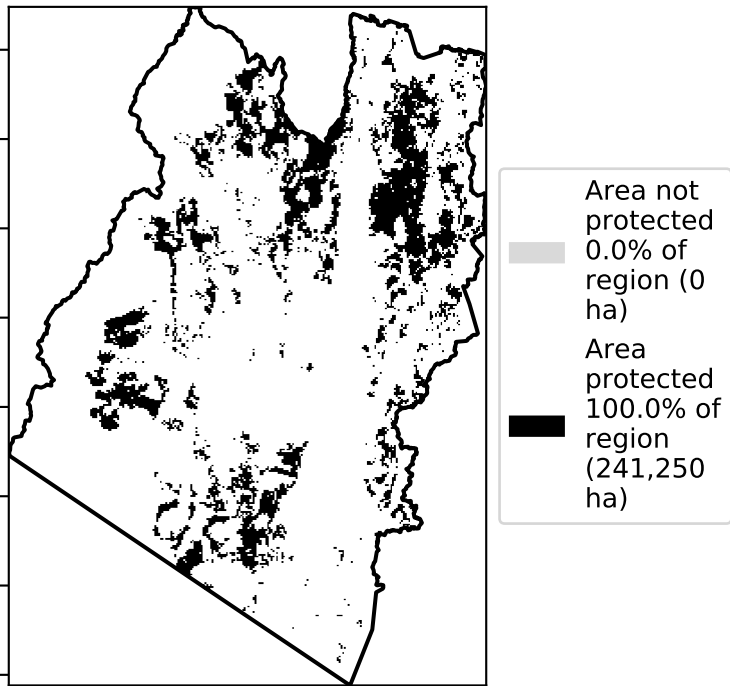 Area not
protected
0.0% of
region (0
ha)
Area
protected
100.0% of
region
(241,250
ha)